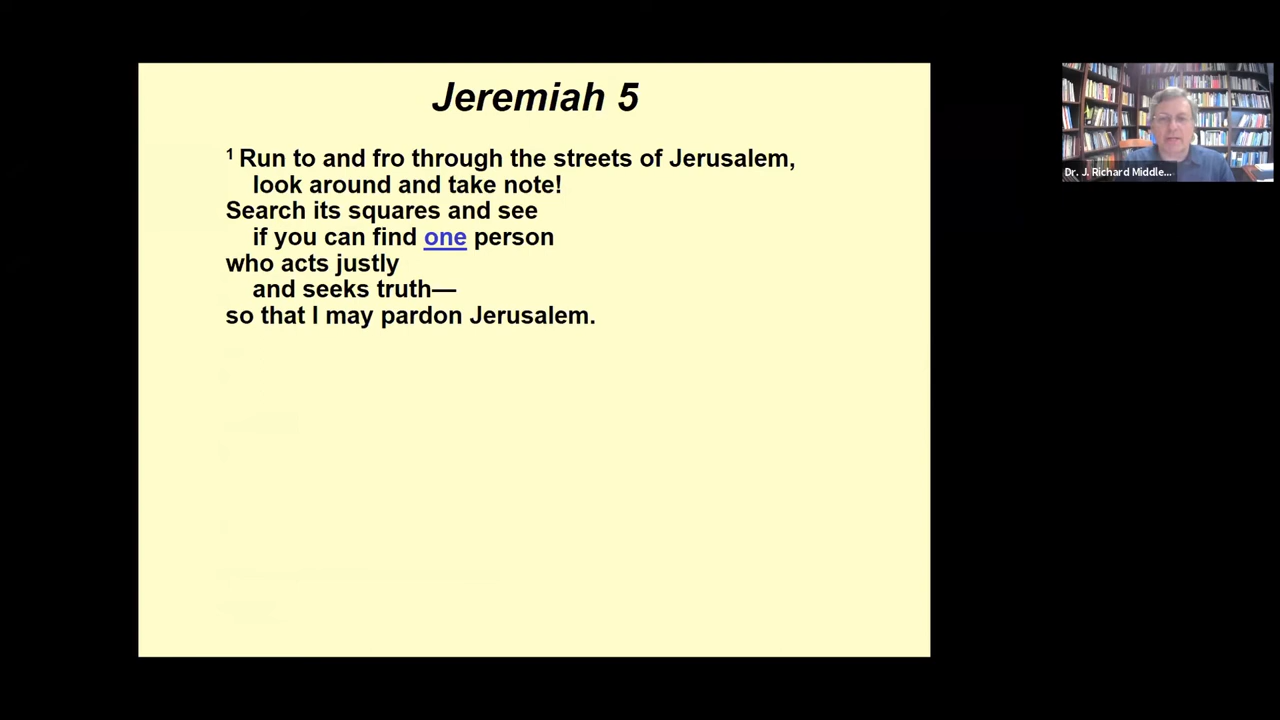 Jeremiah 5
1 Run to and fro through the streets of Jerusalem,
look around and take note!
Search its squares and see
if you can find one person
who acts justly
and seeks truth—
so that I may pardon Jerusalem.
Dr. J. Richard Middle...